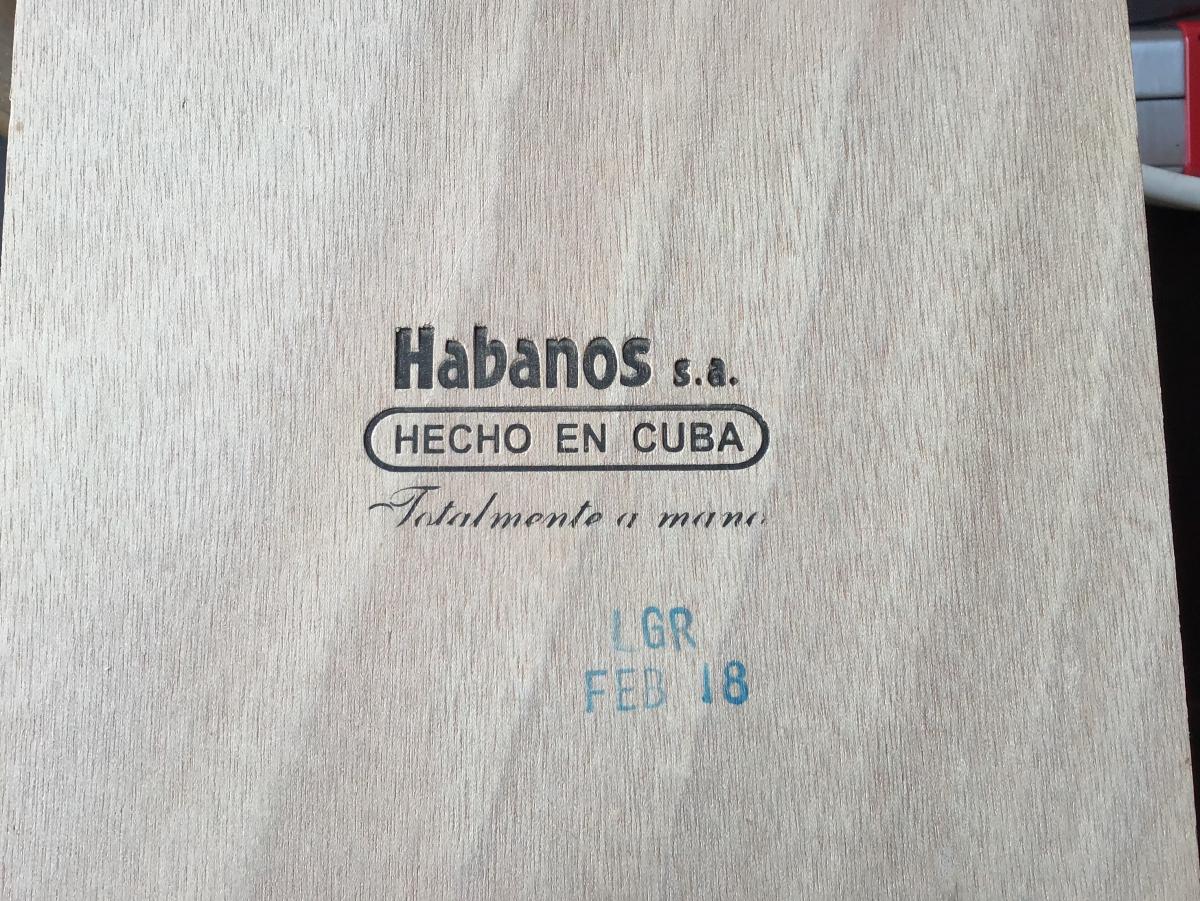 Habanos s.a.
HECHO EN CUBA
Totalmente a mano
LGR
FEB 18